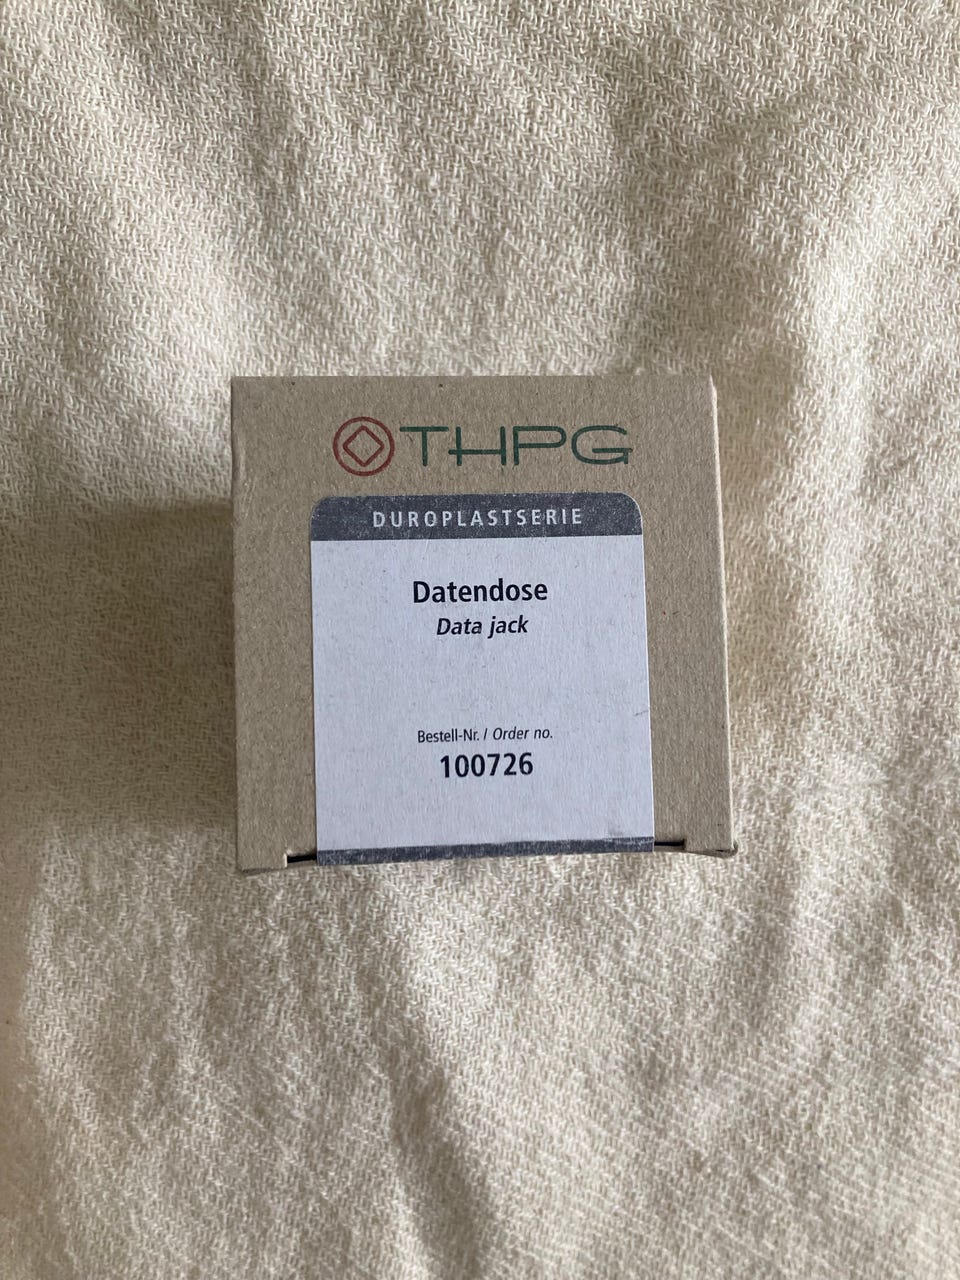 THPG
DUROPLASTSERIE
Datendose
Data jack
Bestell-Nr. / Order no.
100726